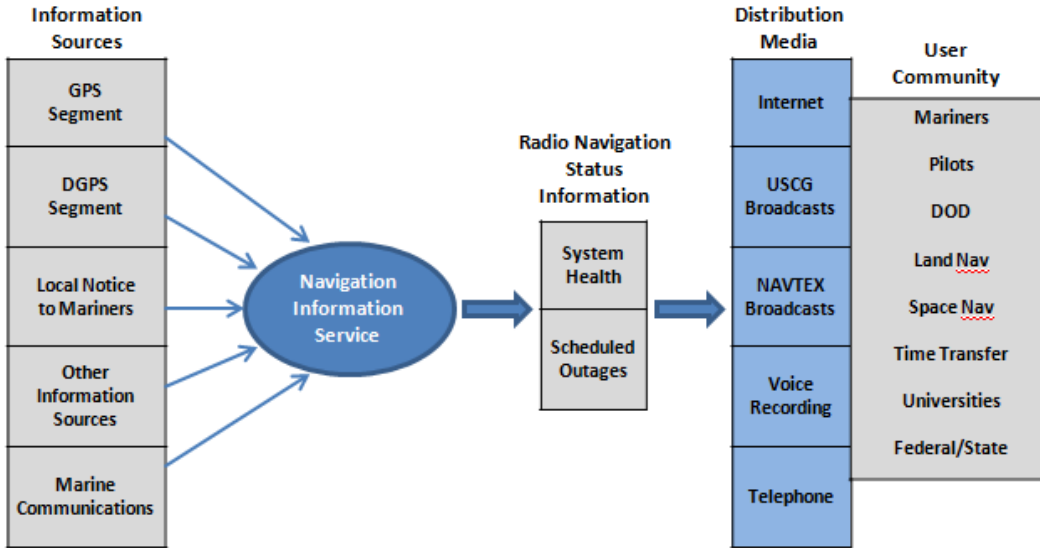 Information
Sources
GPS
Segment
DGPS
Segment
Local Notice
to Mariners
Other
Information
Sources
Marine
Communications
Navigation
Information
Service
Radio Navigation
Status
Information
System
Health
Scheduled
Outages
Distribution
Media
Internet
USCG
Broadcasts
NAVTEX
Broadcasts
Voice
Recording
Telephone
User
Community
Mariners
Pilots
DOD
Land Nav
Space Nav
Time Transfer
Universities
Federal/State